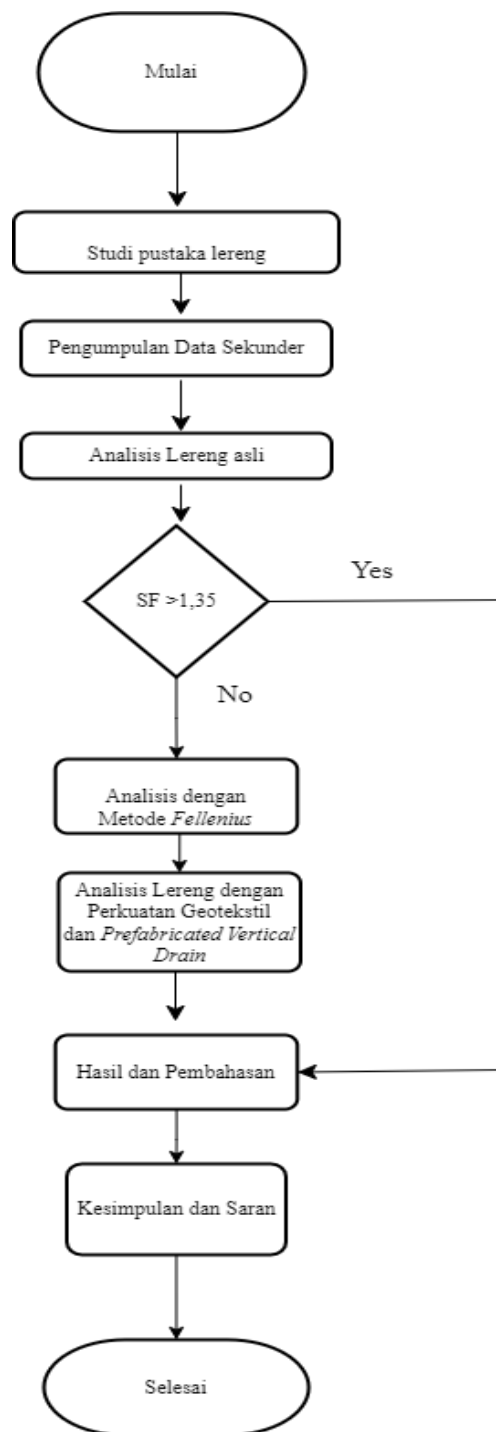 Mulai
Studi pustaka lereng
Pengumpulan Data Sekunder
Analisis Lereng asli
SF >1,35
Yes
No
Analisis dengan
Metode Fellenius
Analisis Lereng dengan
Perkuatan Geotekstil
dan Prefabricated Vertical
Drain
Hasil dan Pembahasan
Kesimpulan dan Saran
Selesai